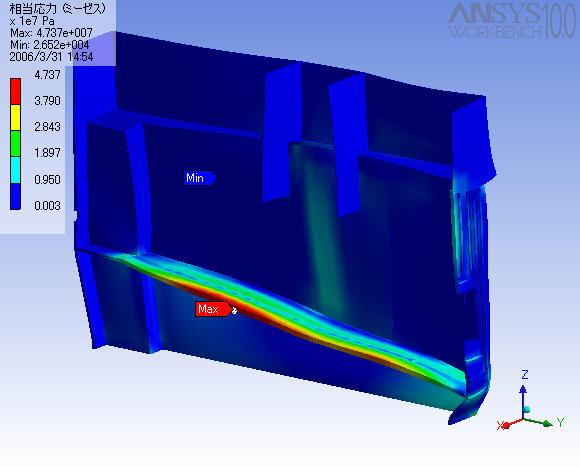 相当応力 (ミーゼス)
x 1e7 Pa
Max: 4.737e+007
Min: 2.652e+004
2006/3/31 14:54
ANSYS 10.0
WORKBENCH
4.737
3.790
2.843
1.897
0.950
0.003
Min
Max
Z
X
Y